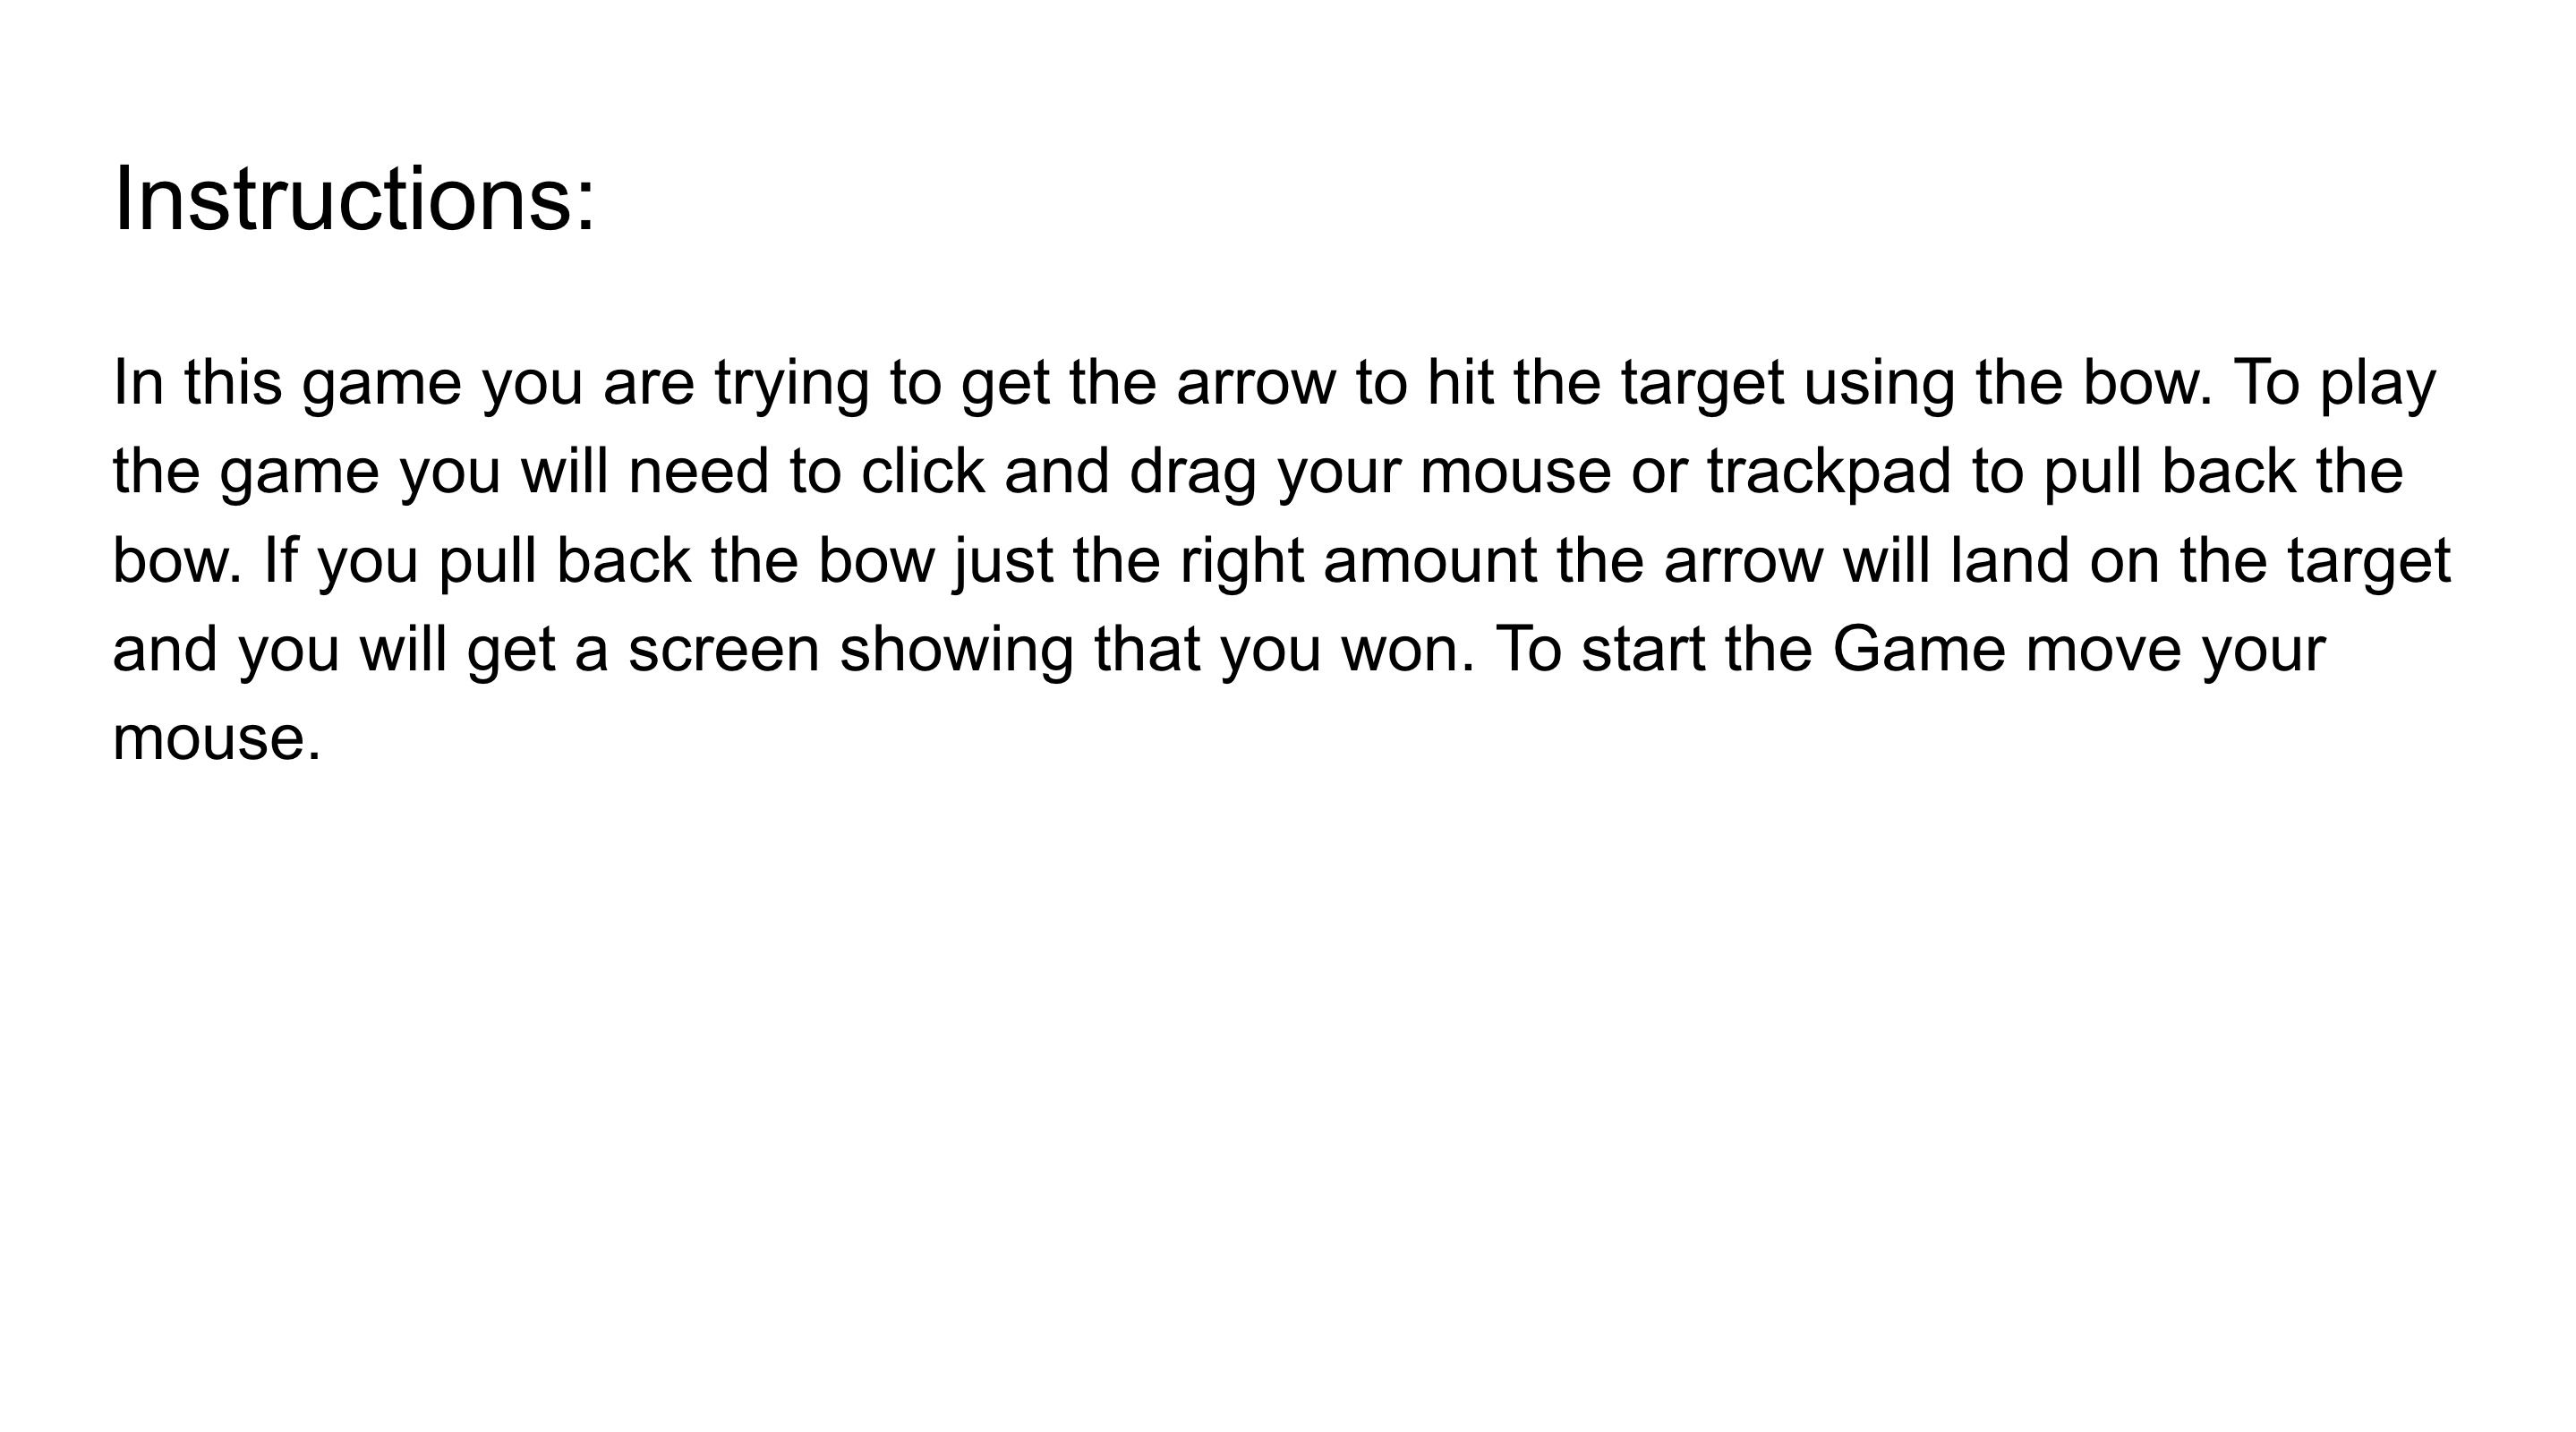 Instructions:
In this game you are trying to get the arrow to hit the target using the bow. To play
the game you will need to click and drag your mouse or trackpad to pull back the
bow. If you pull back the bow just the right amount the arrow will land on the target
and you will get a screen showing that you won. To start the Game move your
mouse.